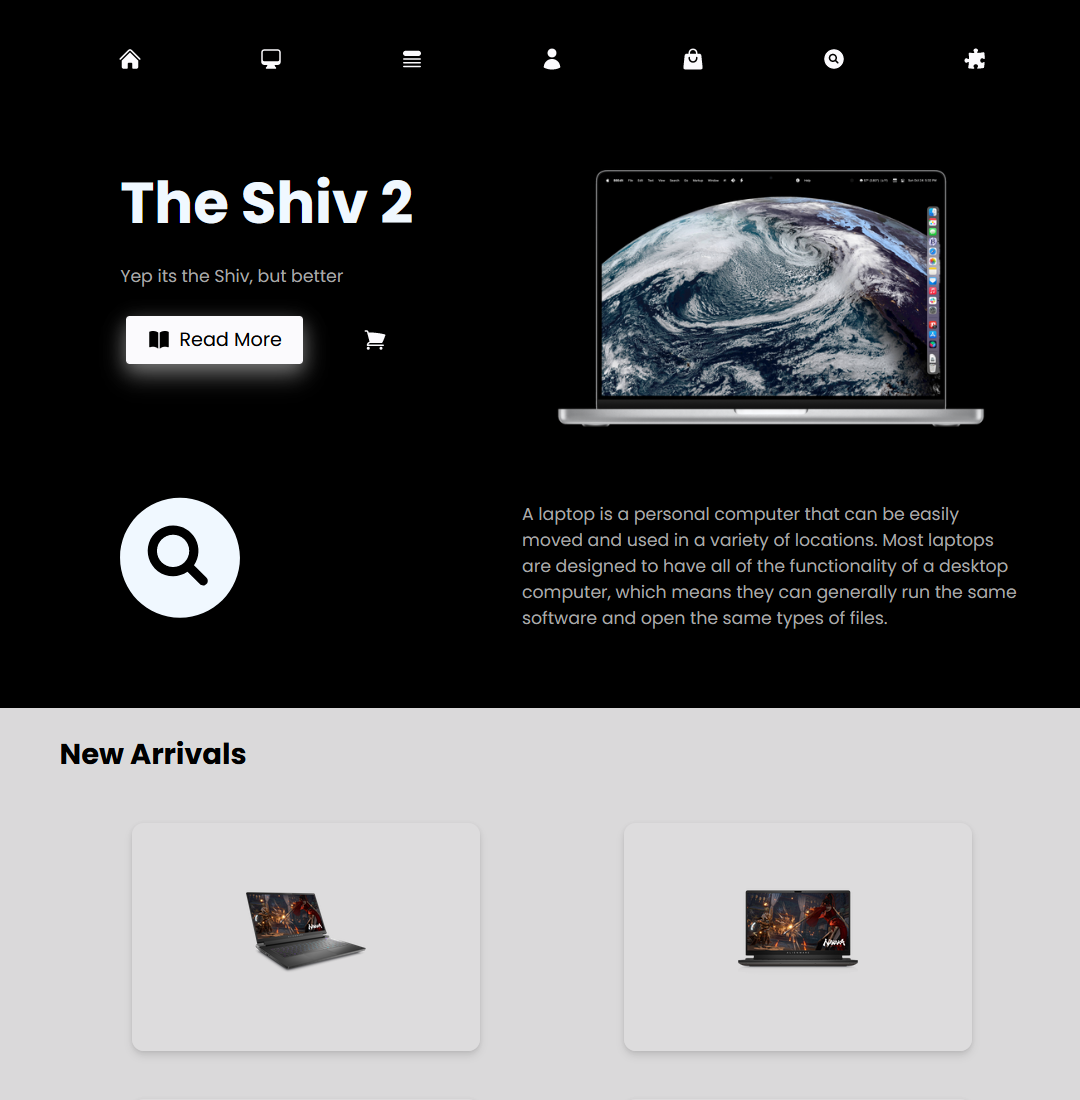 The Shiv 2
Yep its the Shiv, but better
Read More
A laptop is a personal computer that can be easily
moved and used in a variety of locations. Most laptops
are designed to have all of the functionality of a desktop
computer, which means they can generally run the same
software and open the same types of files.
New Arrivals